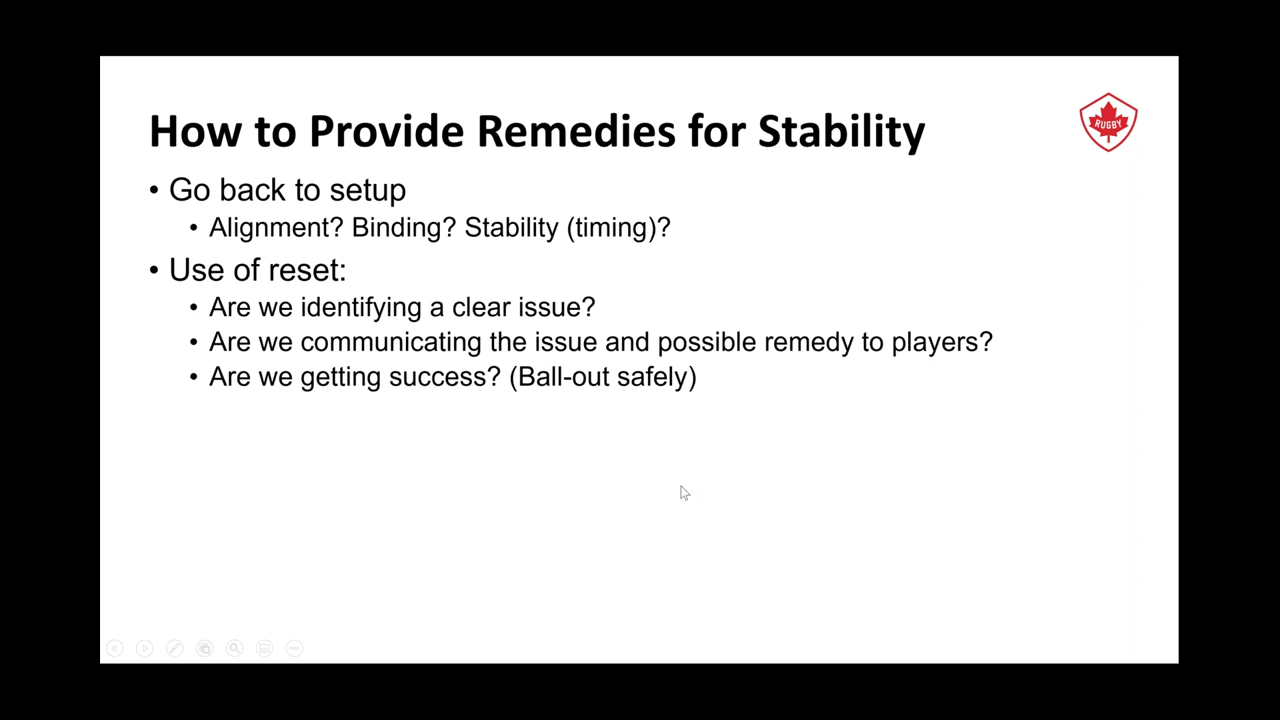 How to Provide Remedies for Stability
RUGBY
• Go back to setup
• Alignment? Binding? Stability (timing)?
• Use of reset:
• Are we identifying a clear issue?
• Are we communicating the issue and possible remedy to players?
• Are we getting success? (Ball-out safely)